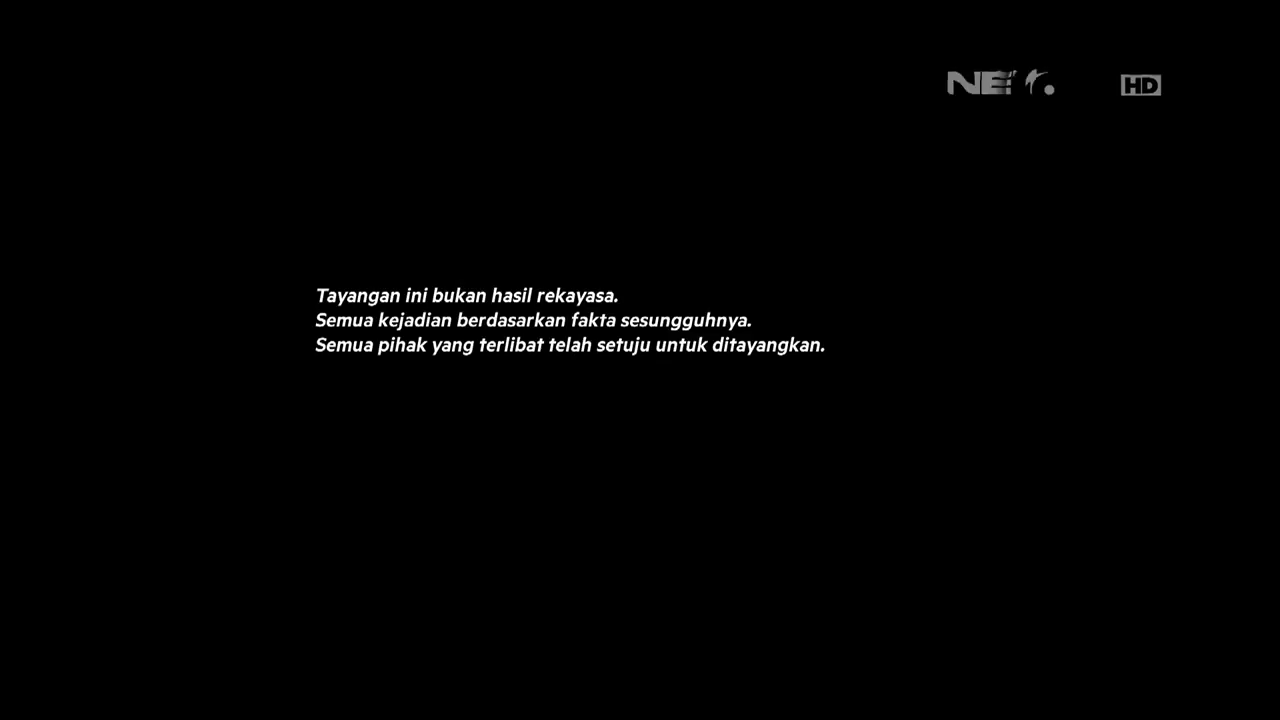 HD
Tayangan ini bukan hasil rekayasa.
Semua kejadian berdasarkan fakta sesungguhnya.
Semua pihak yang terlibat telah setuju untuk ditayangkan.